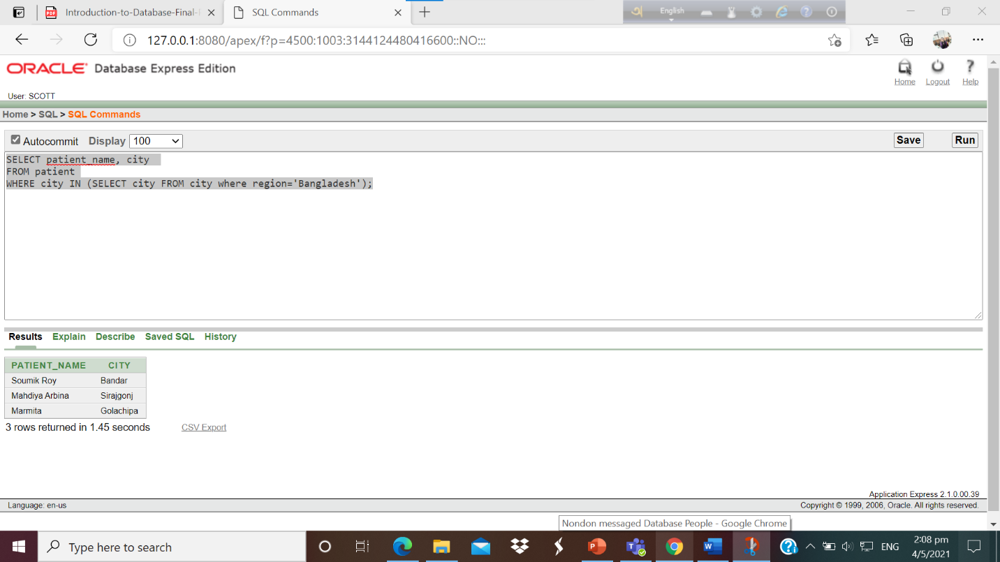 Introduction-to-Database-Final-
SQL Commands
English
127.0.0.1:8080/apex/f?p=4500:1003:3144124480416600::NO:::
ORACLE Database Express Edition
Home Logout Help
User: SCOTT
Home > SQL > SQL Commands
Autocommit Display 100 Save Run
SELECT patient_name, city
FROM patient
WHERE city IN (SELECT city FROM city where region='Bangladesh');
Results Explain Describe Saved SQL History
PATIENT_NAME CITY
Soumik Roy Bandar
Mahdiya Arbina Sirajgonj
Marmita Golachipa
3 rows returned in 1.45 seconds CSV Export
Application Express 2.1.0.00.39
Language: en-us Copyright © 1999, 2006, Oracle. All rights reserved.
Nondon messaged Database People - Google Chrome
Type here to search
ENG
2:08 pm
4/5/2021